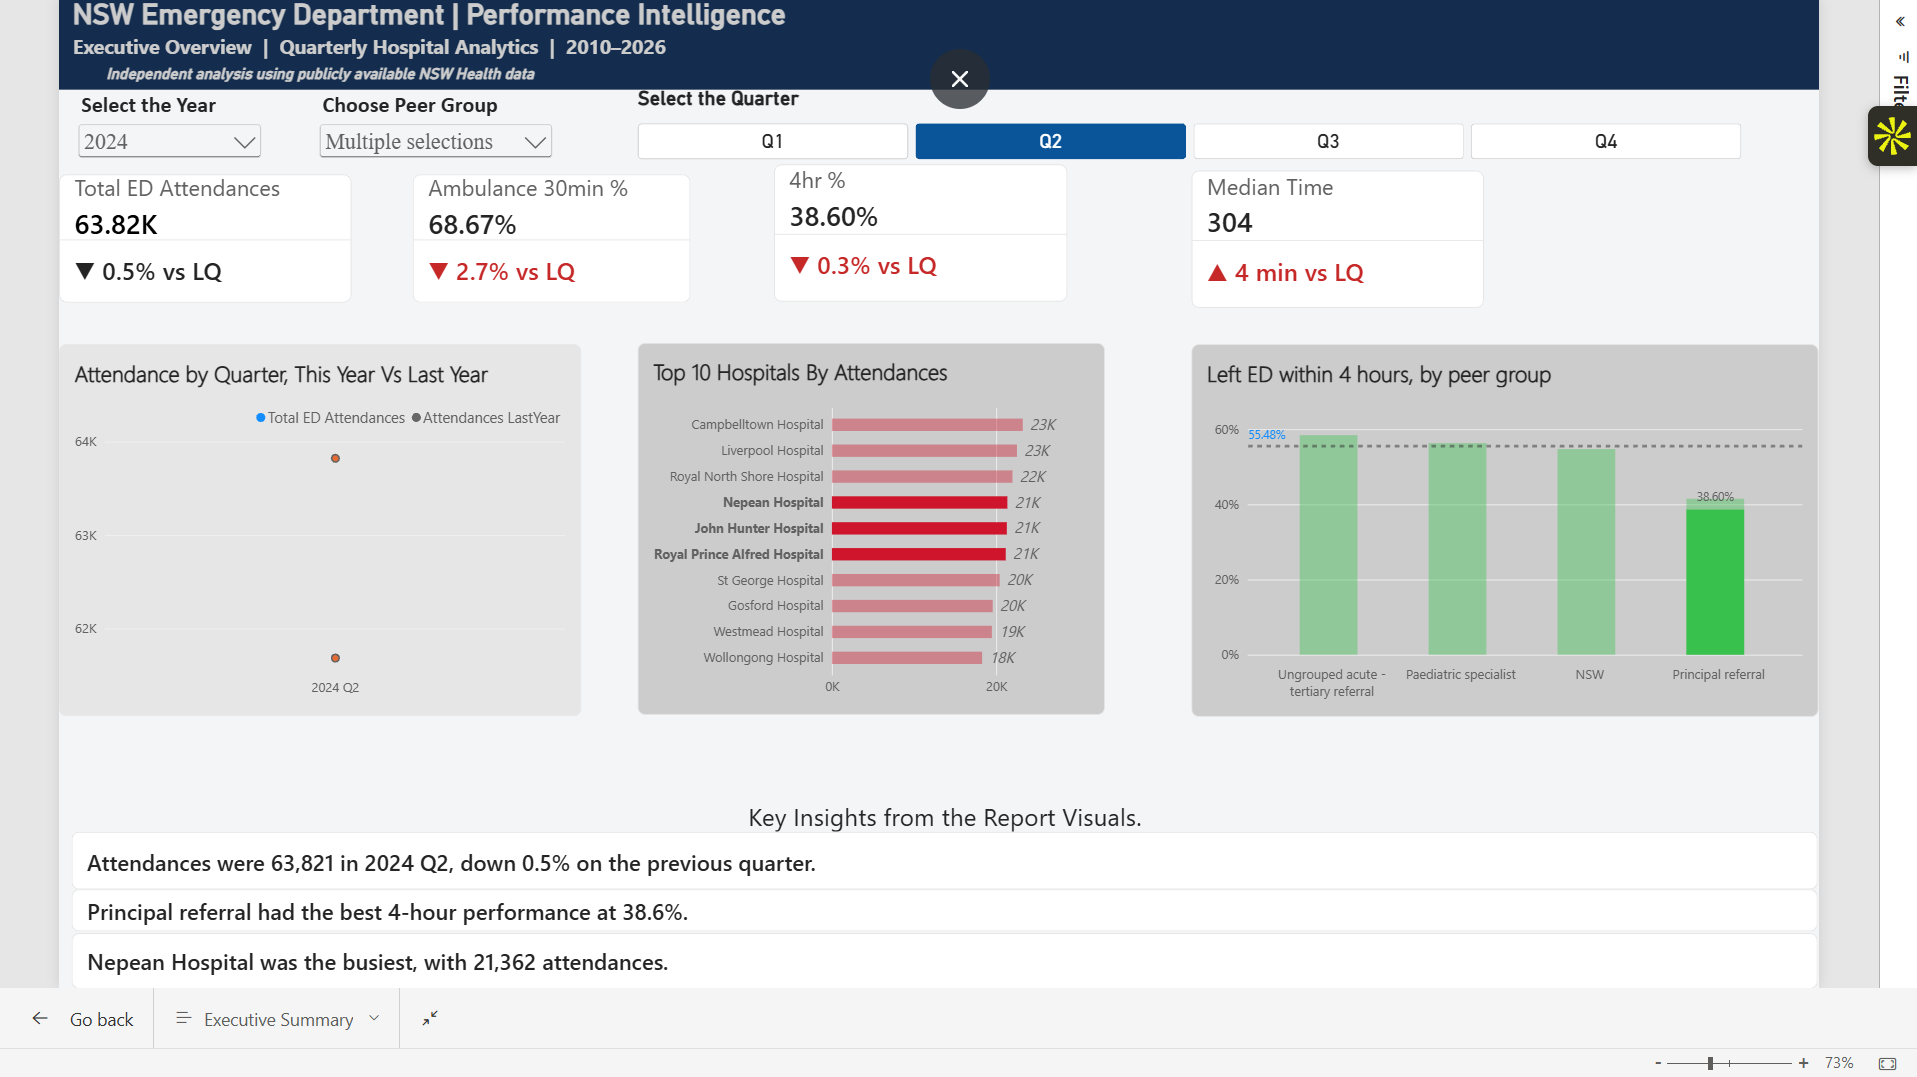 NSW Emergency Department | Performance Intelligence
Executive Overview | Quarterly Hospital Analytics | 2010–2026
Independent analysis using publicly available NSW Health data
Select the Year
Choose Peer Group
Select the Quarter
2024
Multiple selections
Q1
Q2
Q3
Q4
Total ED Attendances
63.82K
▼ 0.5% vs LQ
Ambulance 30min %
68.67%
▼ 2.7% vs LQ
4hr %
38.60%
▼ 0.3% vs LQ
Median Time
304
▲ 4 min vs LQ
Attendance by Quarter, This Year Vs Last Year
Total ED Attendances
Attendances LastYear
64K
63K
62K
2024 Q2
Top 10 Hospitals By Attendances
Campbelltown Hospital 23K
Liverpool Hospital 23K
Royal North Shore Hospital 22K
Nepean Hospital 21K
John Hunter Hospital 21K
Royal Prince Alfred Hospital 21K
St George Hospital 20K
Gosford Hospital 20K
Westmead Hospital 19K
Wollongong Hospital 18K
0K 20K
Left ED within 4 hours, by peer group
60%
55.48%
40%
38.60%
20%
0%
Ungrouped acute -
tertiary referral
Paediatric specialist
NSW
Principal referral
Key Insights from the Report Visuals.
Attendances were 63,821 in 2024 Q2, down 0.5% on the previous quarter.
Principal referral had the best 4-hour performance at 38.6%.
Nepean Hospital was the busiest, with 21,362 attendances.
Go back
Executive Summary
- + 73%